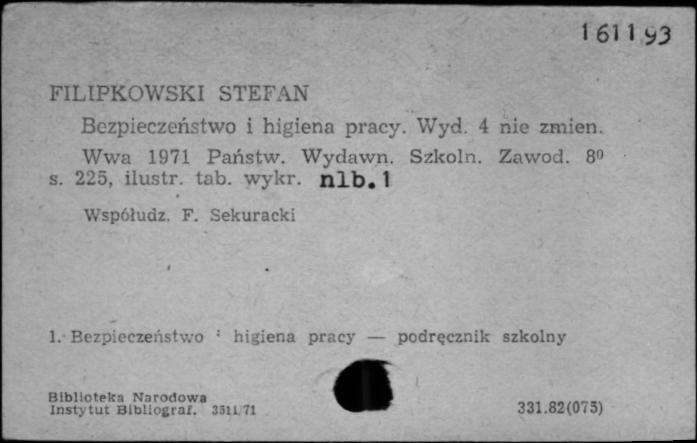 161193
FILIPKOWSKI STEFAN
Bezpieczeństwo i higiena pracy. Wyd. 4 nie zmien.
Wwa 1971 Państw. Wydawn. Szkoln. Zawod. 8º
s. 225, ilustr. tab. wykr. nlb. 1
Współudz. F. Sekuracki
1. Bezpieczeństwo i higiena pracy — podręcznik szkolny
Biblioteka Narodowa
Instytut Bibliograf. 3511/71
331.82(075)